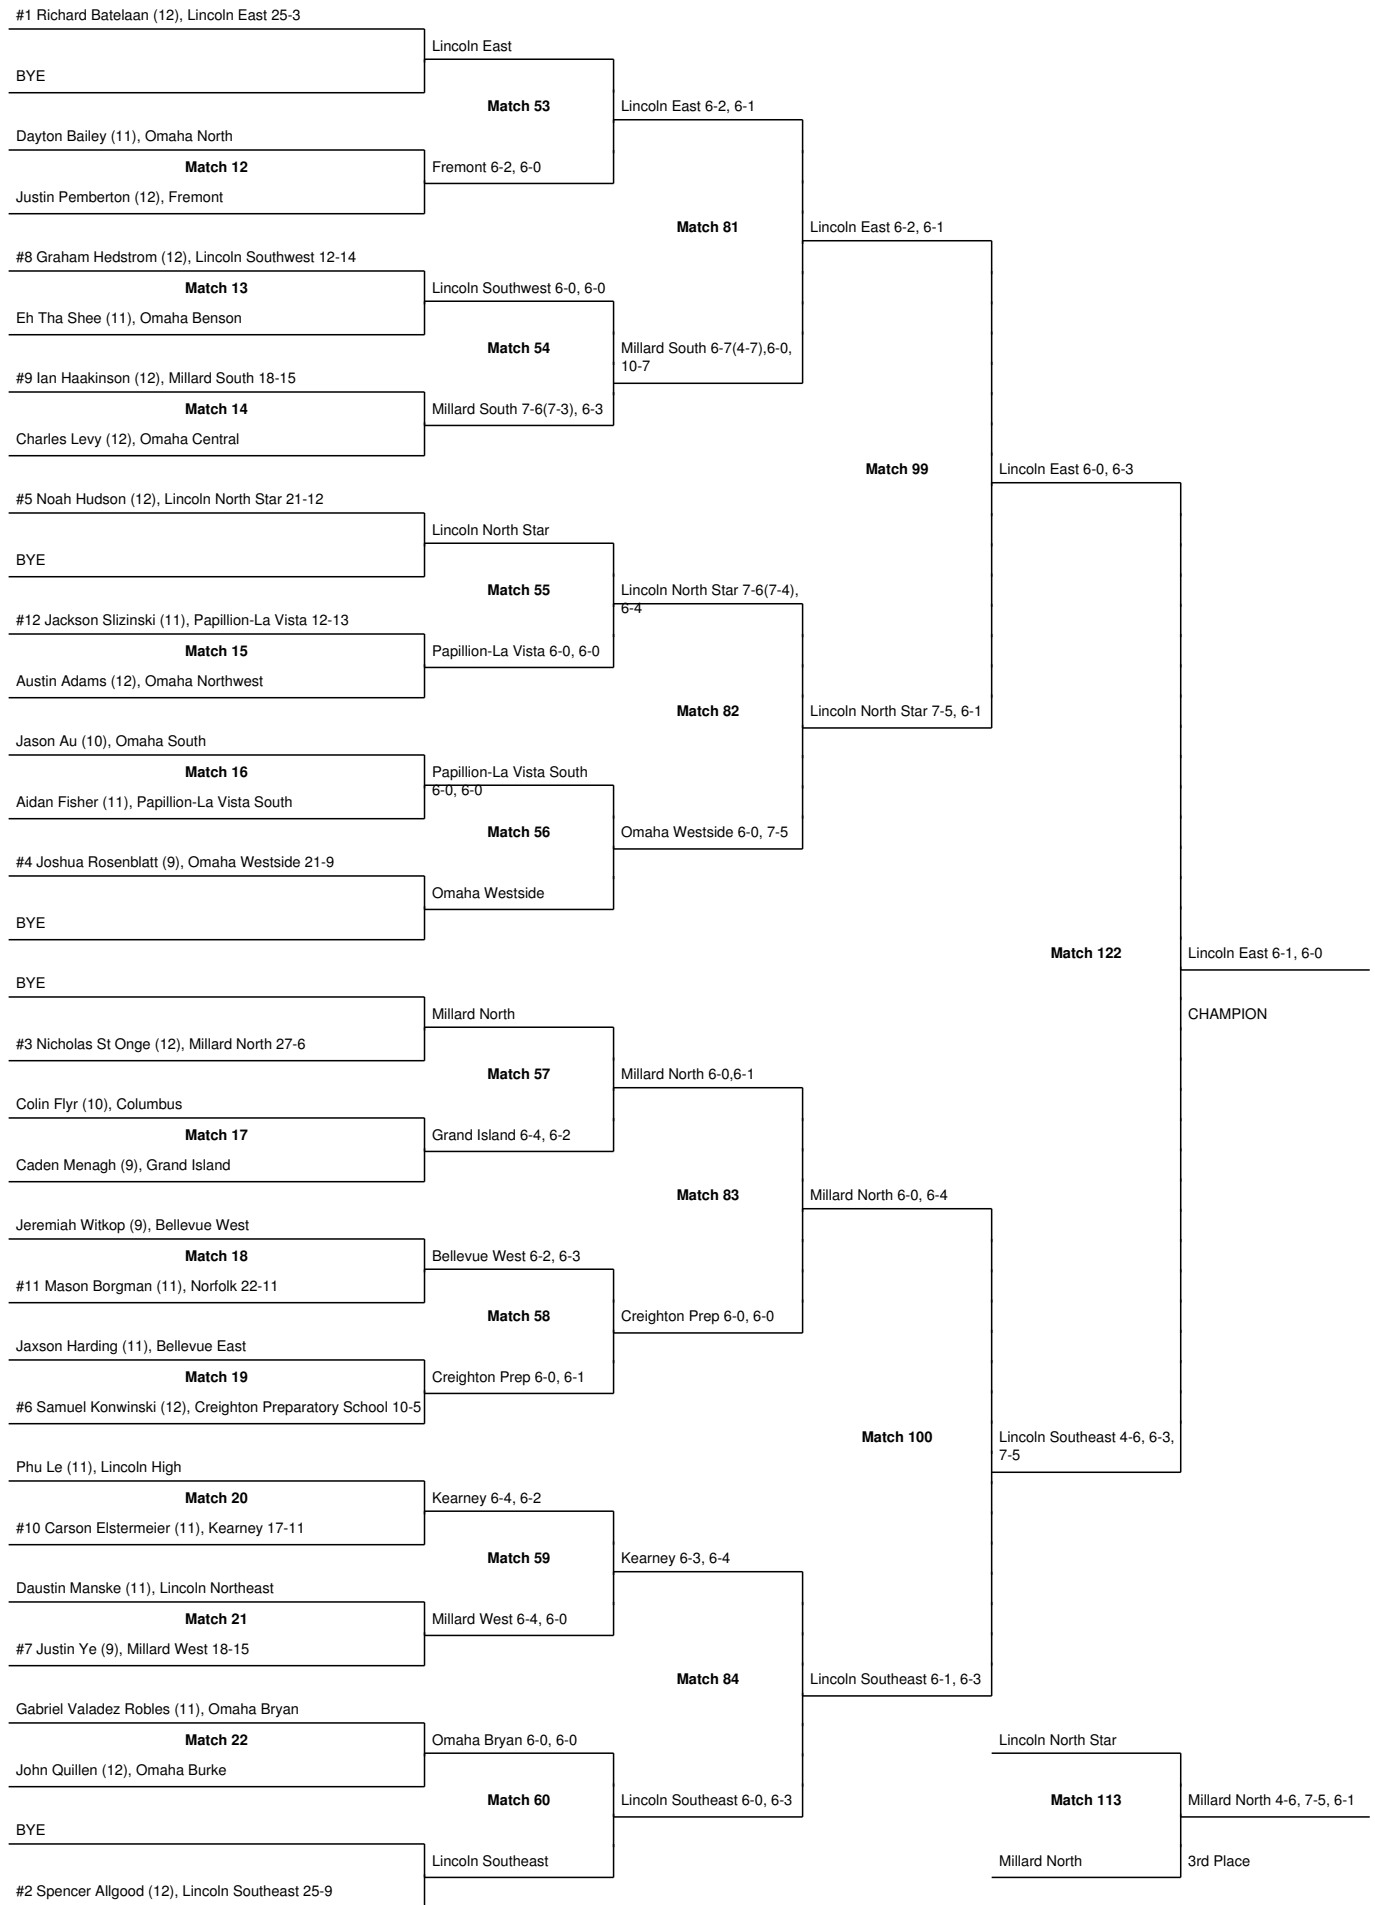 #1 Richard Batelaan (12), Lincoln East 25-3
Lincoln East
BYE
Match 53
Lincoln East 6-2, 6-1
Dayton Bailey (11), Omaha North
Match 12
Fremont 6-2, 6-0
Justin Pemberton (12), Fremont
Match 81
Lincoln East 6-2, 6-1
#8 Graham Hedstrom (12), Lincoln Southwest 12-14
Match 13
Lincoln Southwest 6-0, 6-0
Eh Tha Shee (11), Omaha Benson
Match 54
Millard South 6-7(4-7),6-0,
10-7
#9 Ian Haakinson (12), Millard South 18-15
Match 14
Millard South 7-6(7-3), 6-3
Charles Levy (12), Omaha Central
Match 99
Lincoln East 6-0, 6-3
#5 Noah Hudson (12), Lincoln North Star 21-12
Lincoln North Star
BYE
Match 55
Lincoln North Star 7-6(7-4),
6-4
#12 Jackson Slizinski (11), Papillion-La Vista 12-13
Match 15
Papillion-La Vista 6-0, 6-0
Austin Adams (12), Omaha Northwest
Match 82
Lincoln North Star 7-5, 6-1
Jason Au (10), Omaha South
Match 16
Papillion-La Vista South
6-0, 6-0
Aidan Fisher (11), Papillion-La Vista South
Match 56
Omaha Westside 6-0, 7-5
#4 Joshua Rosenblatt (9), Omaha Westside 21-9
Omaha Westside
BYE
Match 122
Lincoln East 6-1, 6-0
BYE
Millard North
CHAMPION
#3 Nicholas St Onge (12), Millard North 27-6
Match 57
Millard North 6-0,6-1
Colin Flyr (10), Columbus
Match 17
Grand Island 6-4, 6-2
Caden Menagh (9), Grand Island
Match 83
Millard North 6-0, 6-4
Jeremiah Witkop (9), Bellevue West
Match 18
Bellevue West 6-2, 6-3
#11 Mason Borgman (11), Norfolk 22-11
Match 58
Creighton Prep 6-0, 6-0
Jaxson Harding (11), Bellevue East
Match 19
Creighton Prep 6-0, 6-1
#6 Samuel Konwinski (12), Creighton Preparatory School 10-5
Match 100
Lincoln Southeast 4-6, 6-3,
7-5
Phu Le (11), Lincoln High
Match 20
Kearney 6-4, 6-2
#10 Carson Elstermeier (11), Kearney 17-11
Match 59
Kearney 6-3, 6-4
Daustin Manske (11), Lincoln Northeast
Match 21
Millard West 6-4, 6-0
#7 Justin Ye (9), Millard West 18-15
Match 84
Lincoln Southeast 6-1, 6-3
Gabriel Valadez Robles (11), Omaha Bryan
Match 22
Omaha Bryan 6-0, 6-0
Lincoln North Star
John Quillen (12), Omaha Burke
Match 60
Lincoln Southeast 6-0, 6-3
Match 113
Millard North 4-6, 7-5, 6-1
BYE
Lincoln Southeast
Millard North
3rd Place
#2 Spencer Allgood (12), Lincoln Southeast 25-9